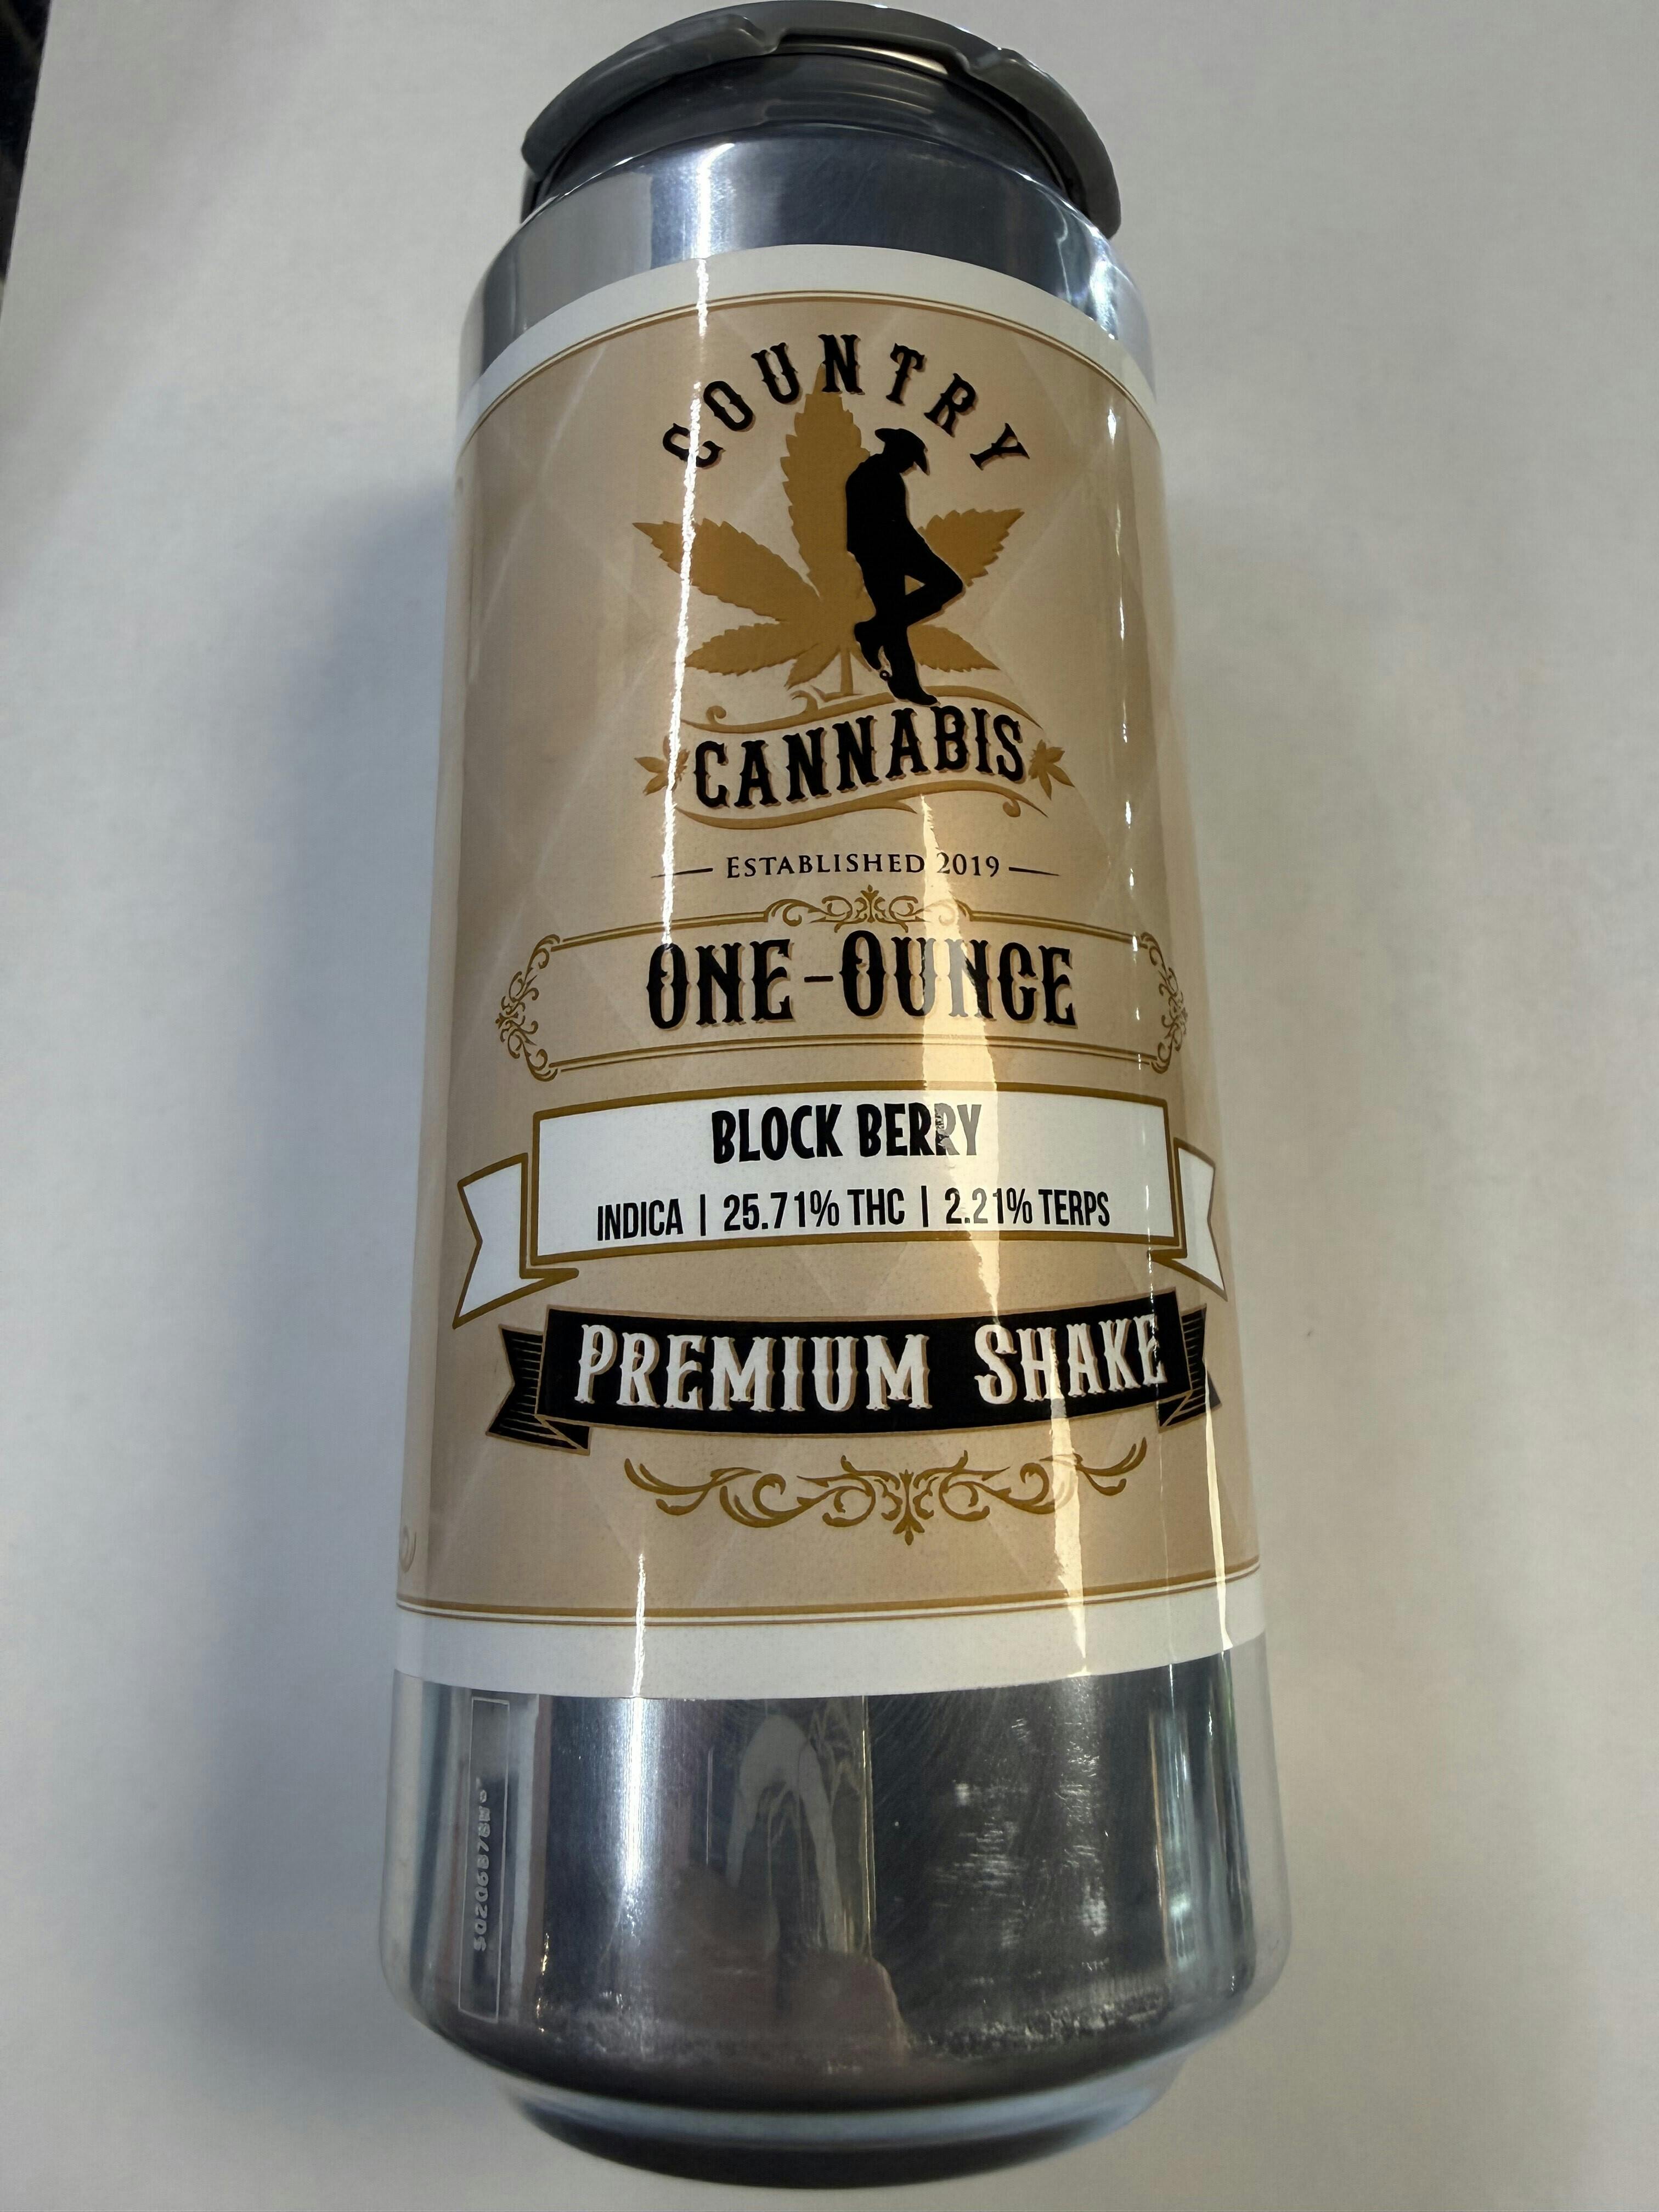 COUNTRY
CANNABIS
ESTABLISHED 2019
ONE-OUNCE
BLOCK BERRY
INDICA | 25.71% THC | 2.21% TERPS
PREMIUM SHAKE